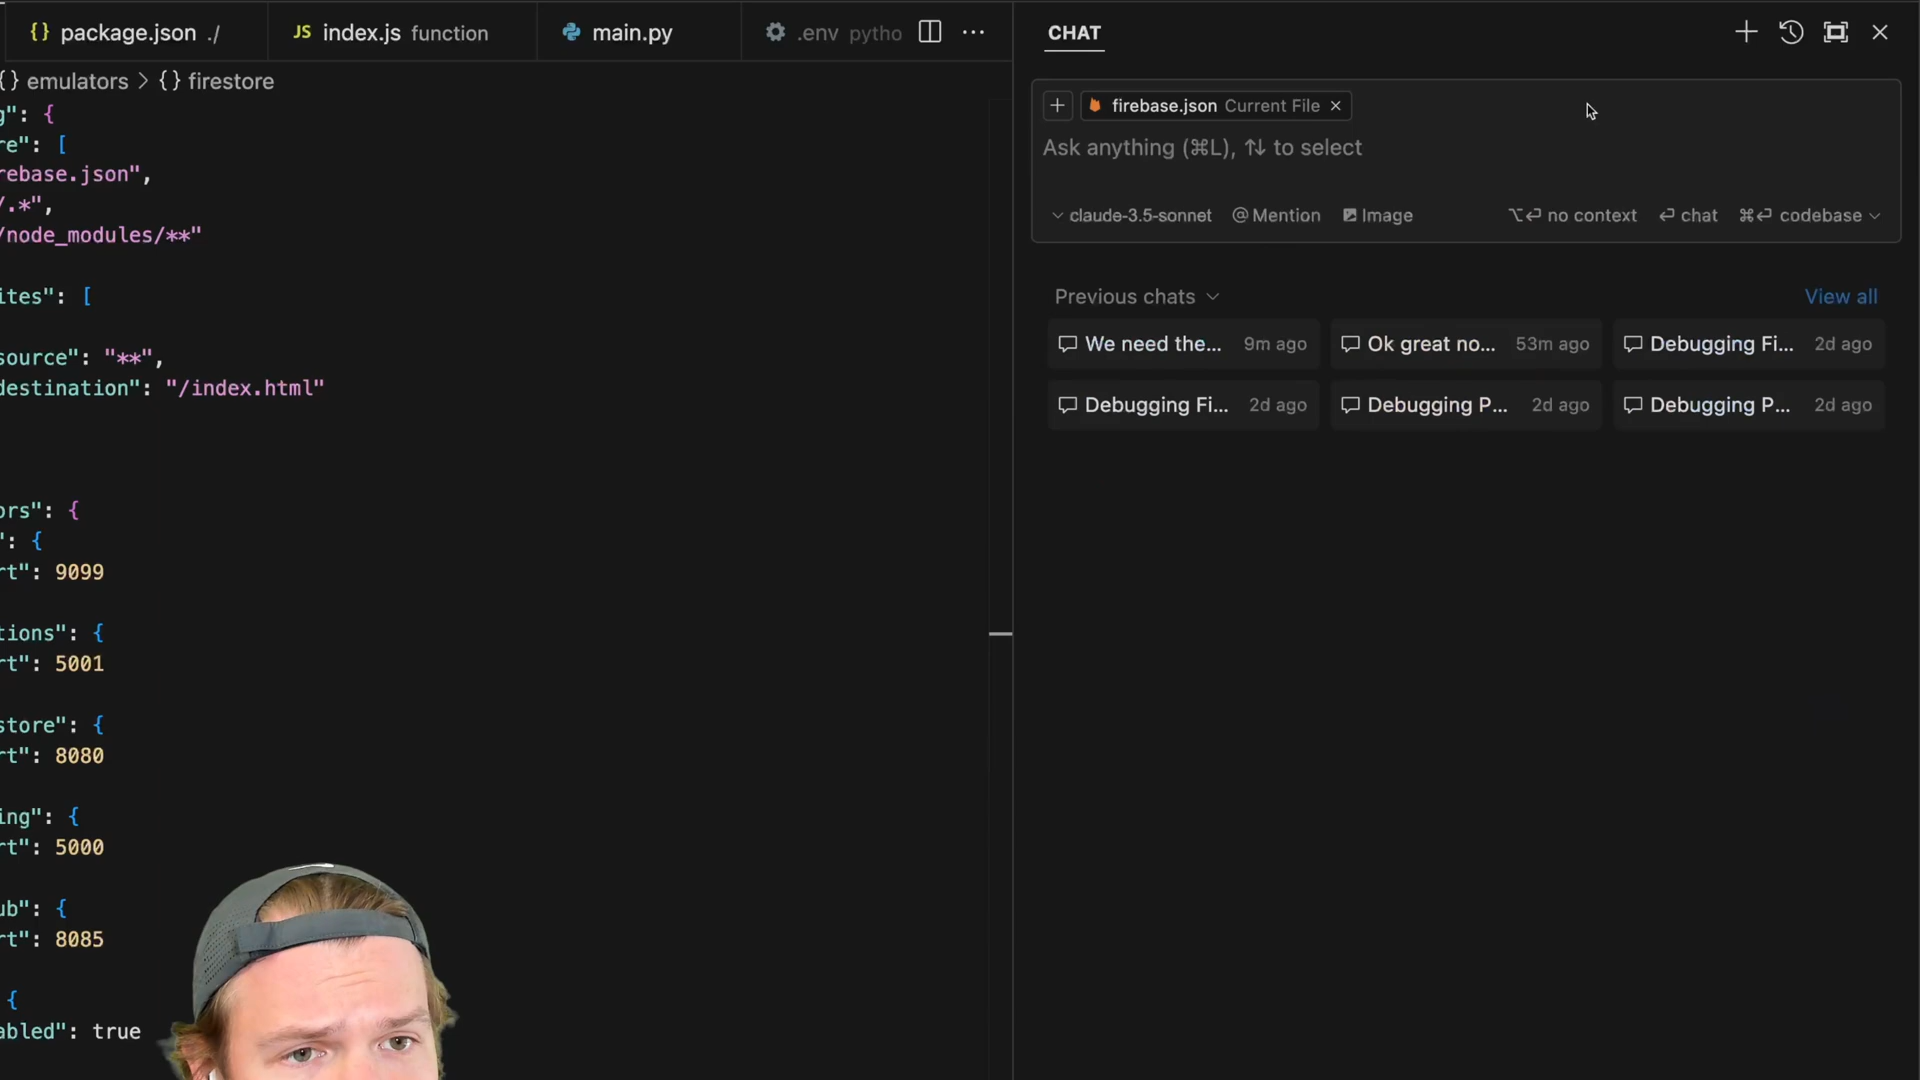 {} package.json ./
JS index.js function
main.py
.env pytho
{} emulators > {} firestore
g": {
re": [
rebase.json",
/.*",
/node_modules/**"
ites": [
source": "**",
destination": "/index.html"
ors": {
": {
rt": 9099
tions": {
rt": 5001
store": {
rt": 8080
ing": {
rt": 5000
ub": {
rt": 8085
{
abled": true
CHAT
firebase.json Current File
Ask anything (⌘L), ↑↓ to select
claude-3.5-sonnet @ Mention Image ⌥⏎ no context ⏎ chat ⌘⏎ codebase
Previous chats View all
We need the... 9m ago
Ok great no... 53m ago
Debugging Fi... 2d ago
Debugging Fi... 2d ago
Debugging P... 2d ago
Debugging P... 2d ago